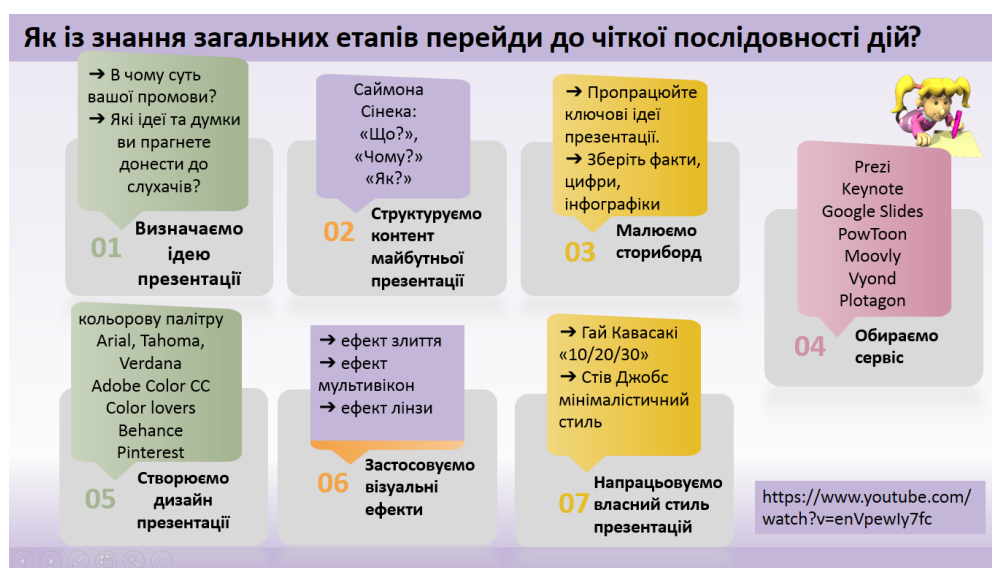 Як із знання загальних етапів перейди до чіткої послідовності дій?
➔ В чому суть
вашої промови?
➔ Які ідеї та думки
ви прагнете
донести до
слухачів?
01
Визначаємо
ідею
презентації
Саймона
Сінека:
«Що?»,
«Чому?»
«Як?»
02
Структуруємо
контент
майбутньої
презентації
➔ Пропрацюйте
ключові ідеї
презентації.
➔ Зберіть факти,
цифри,
інфографіки
03
Малюємо
сториборд
Prezi
Keynote
Google Slides
PowToon
Moovly
Vyond
Plotagon
04
Обираємо
сервіс
кольорову палітру
Arial, Tahoma,
Verdana
Adobe Color CC
Color lovers
Behance
Pinterest
05
Створюємо
дизайн
презентації
➔ ефект злиття
➔ ефект
мультивікон
➔ ефект лінзи
06
Застосовуємо
візуальні
ефекти
➔ Гай Кавасакі
«10/20/30»
➔ Стів Джобс
мінімалістичний
стиль
07
Напрацьовуємо
власний стиль
презентацій
https://www.youtube.com/
watch?v=enVpewIy7fc